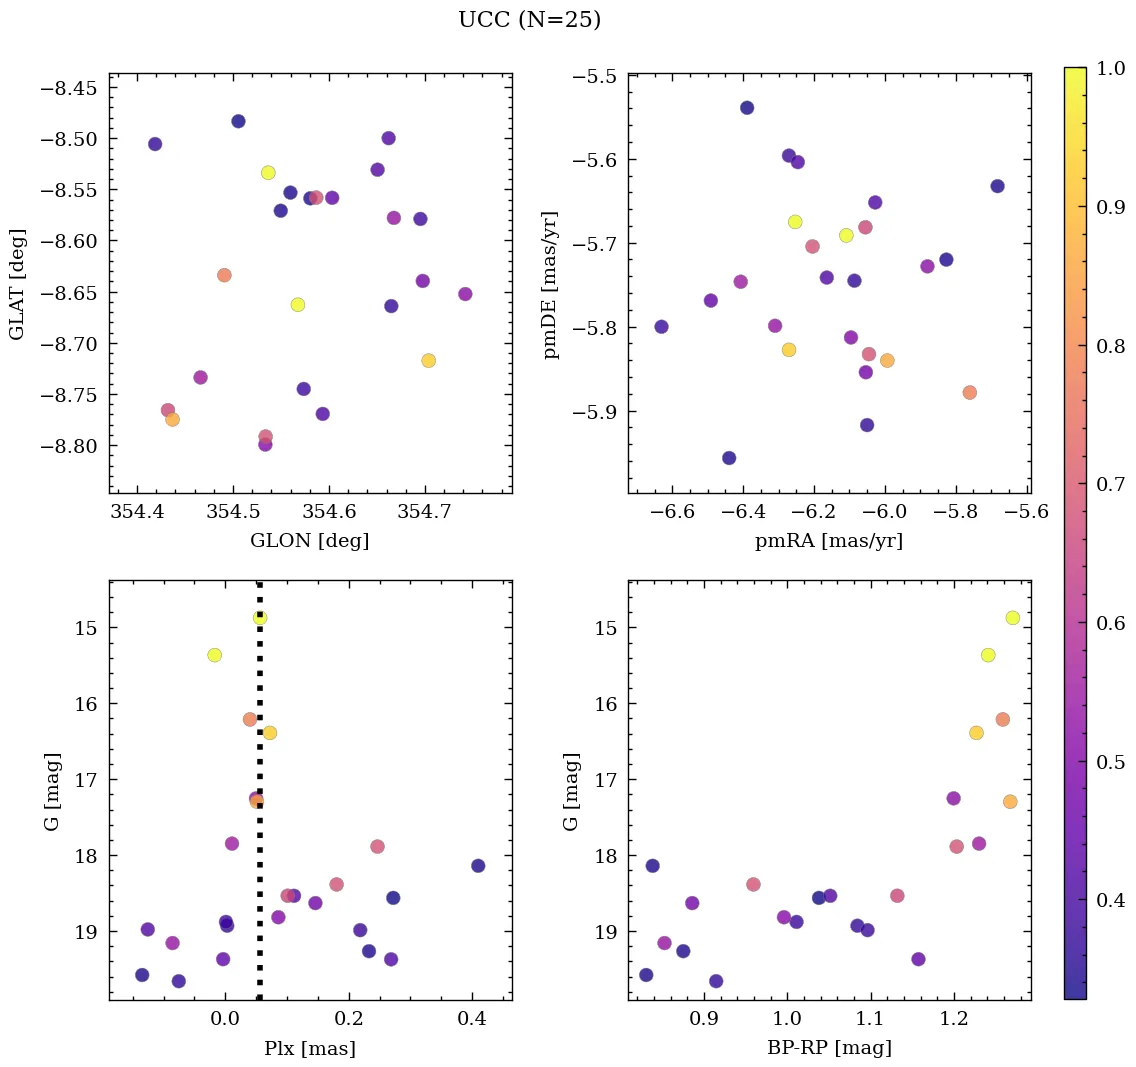 UCC (N=25)
−8.45
−8.50
−8.55
−8.60
−8.65
−8.70
−8.75
−8.80
GLAT [deg]
354.4 354.5 354.6 354.7
GLON [deg]
−5.5
−5.6
−5.7
−5.8
−5.9
pmDE [mas/yr]
−6.6 −6.4 −6.2 −6.0 −5.8 −5.6
pmRA [mas/yr]
15
16
17
18
19
G [mag]
0.0 0.2 0.4
Plx [mas]
15
16
17
18
19
G [mag]
0.9 1.0 1.1 1.2
BP-RP [mag]
1.0
0.9
0.8
0.7
0.6
0.5
0.4